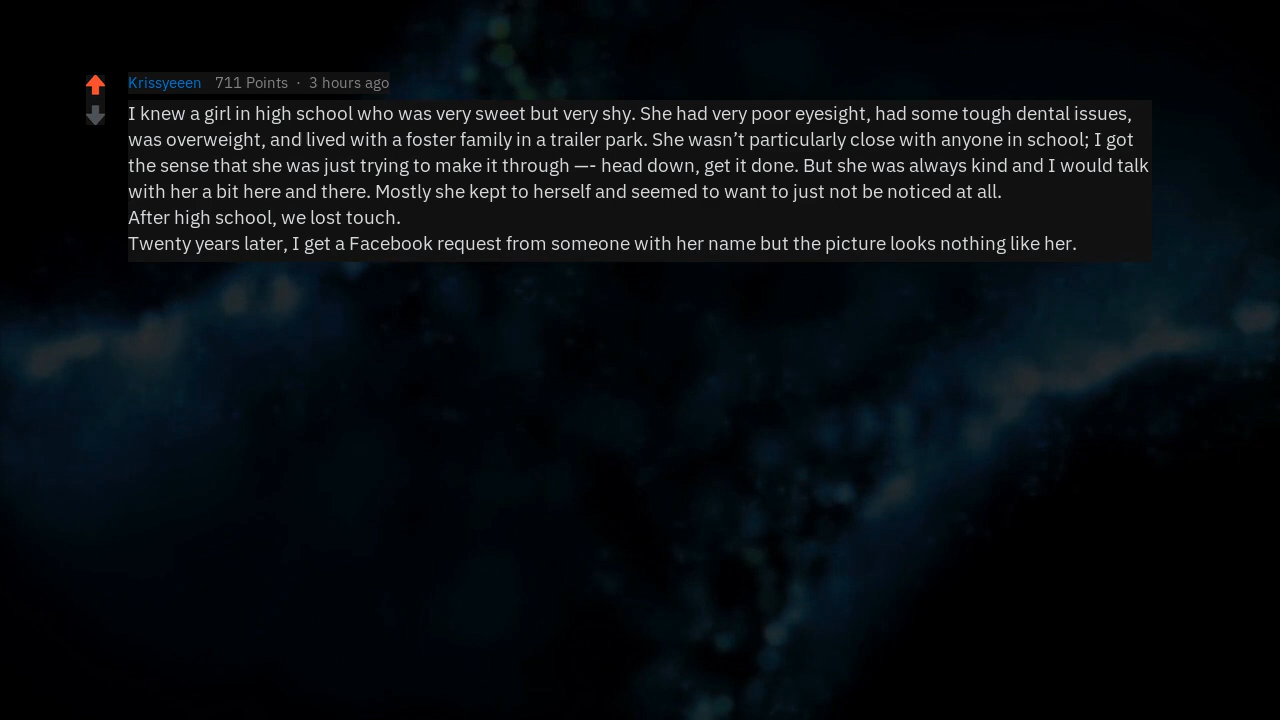 Krissyeeen 711 Points · 3 hours ago
I knew a girl in high school who was very sweet but very shy. She had very poor eyesight, had some tough dental issues,
was overweight, and lived with a foster family in a trailer park. She wasn’t particularly close with anyone in school; I got
the sense that she was just trying to make it through —- head down, get it done. But she was always kind and I would talk
with her a bit here and there. Mostly she kept to herself and seemed to want to just not be noticed at all.
After high school, we lost touch.
Twenty years later, I get a Facebook request from someone with her name but the picture looks nothing like her.